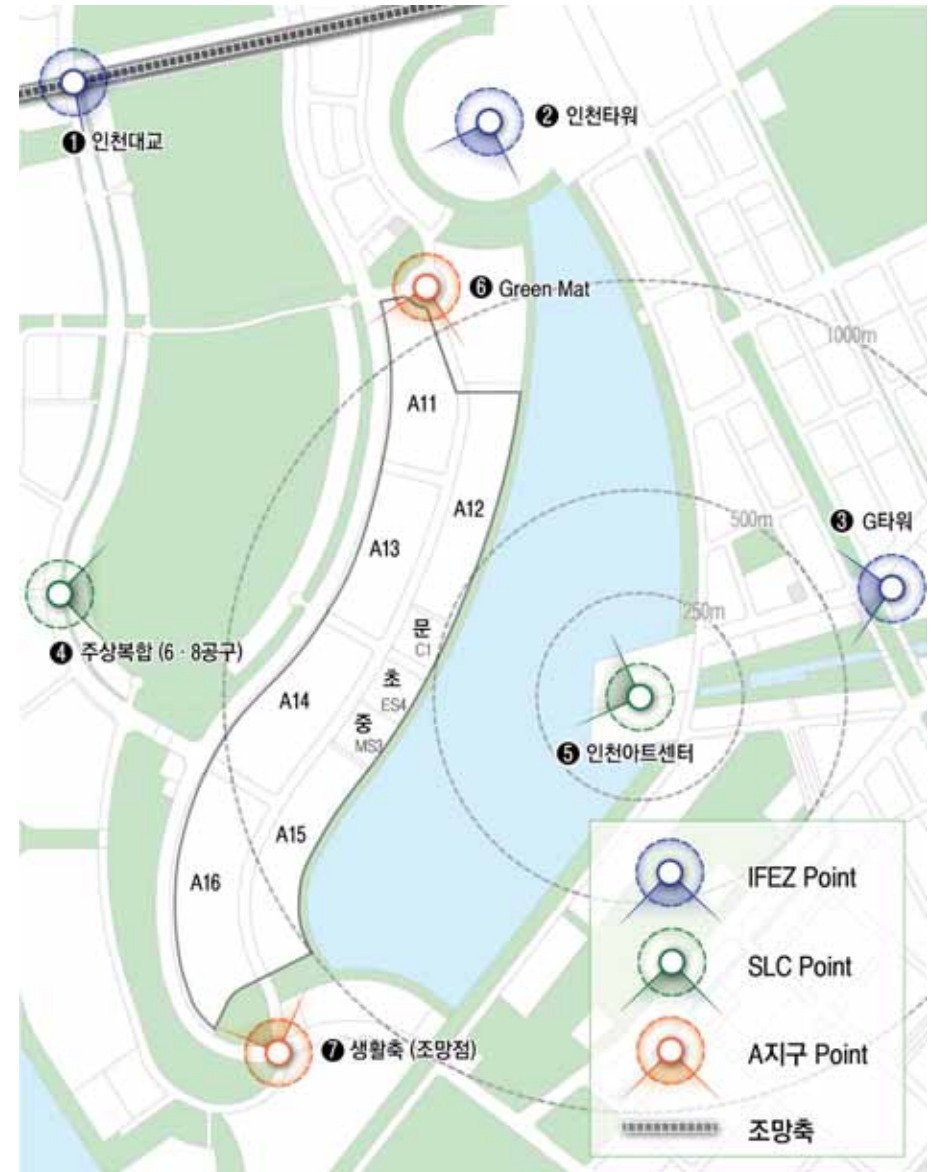 ❶ 인천대교
❷ 인천타워
❻ Green Mat
1000m
A11
A12
500m
❸ G타워
A13
250m
문
C1
❹ 주상복합 (6 · 8공구)
초
ES4
A14
중
MS3
❺ 인천아트센터
A15
A16
IFEZ Point
SLC Point
❼ 생활축 (조망점)
A지구 Point
조망축